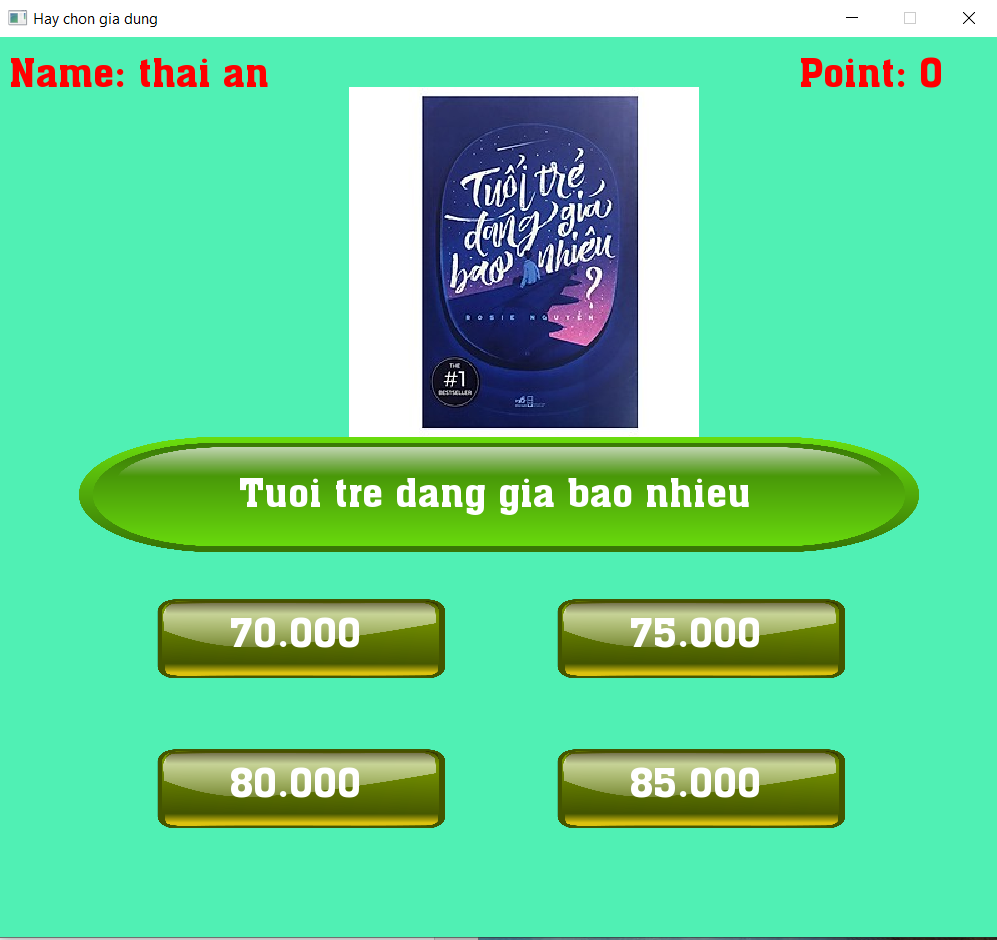 Hay chon gia dung
Name: thai an
Point: 0
Tuổi trẻ
đáng giá
bao nhiêu
?
ROSIE NGUYỄN
THE
#1
BESTSELLER
Tuoi tre dang gia bao nhieu
70.000
75.000
80.000
85.000